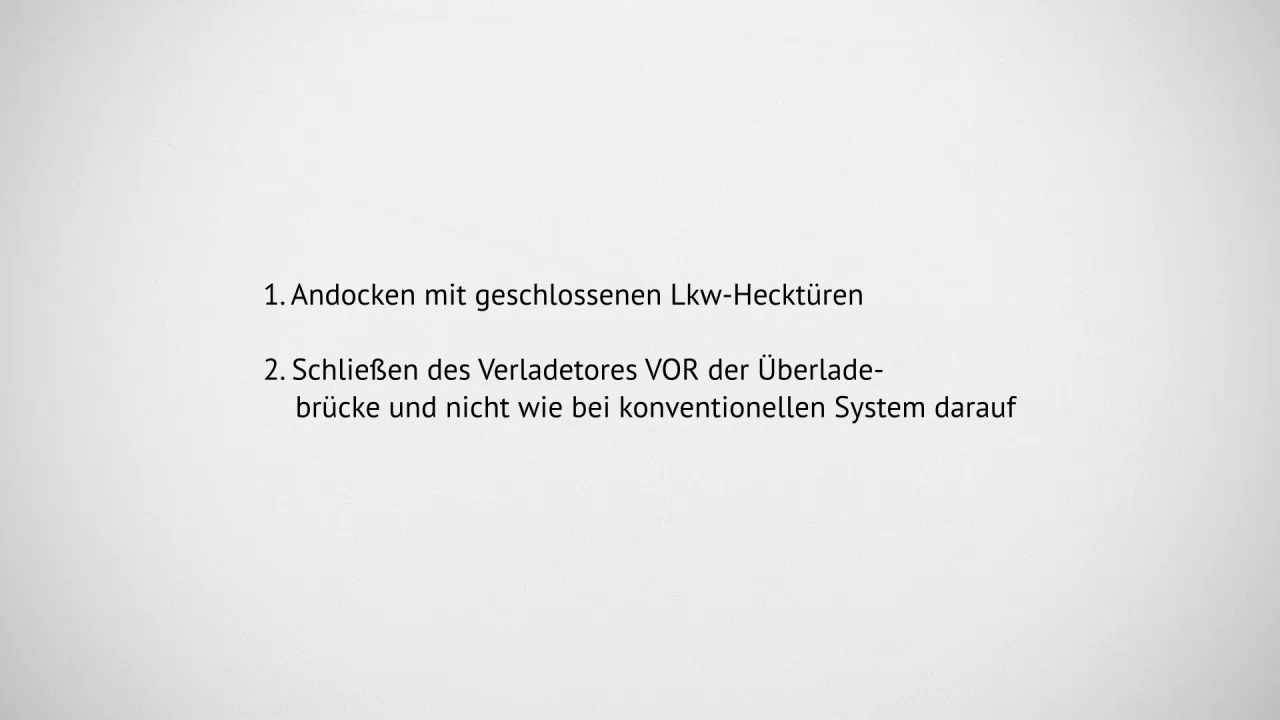 1. Andocken mit geschlossenen Lkw-Hecktüren
2. Schließen des Verladetores VOR der Überlade-
brücke und nicht wie bei konventionellen System darauf